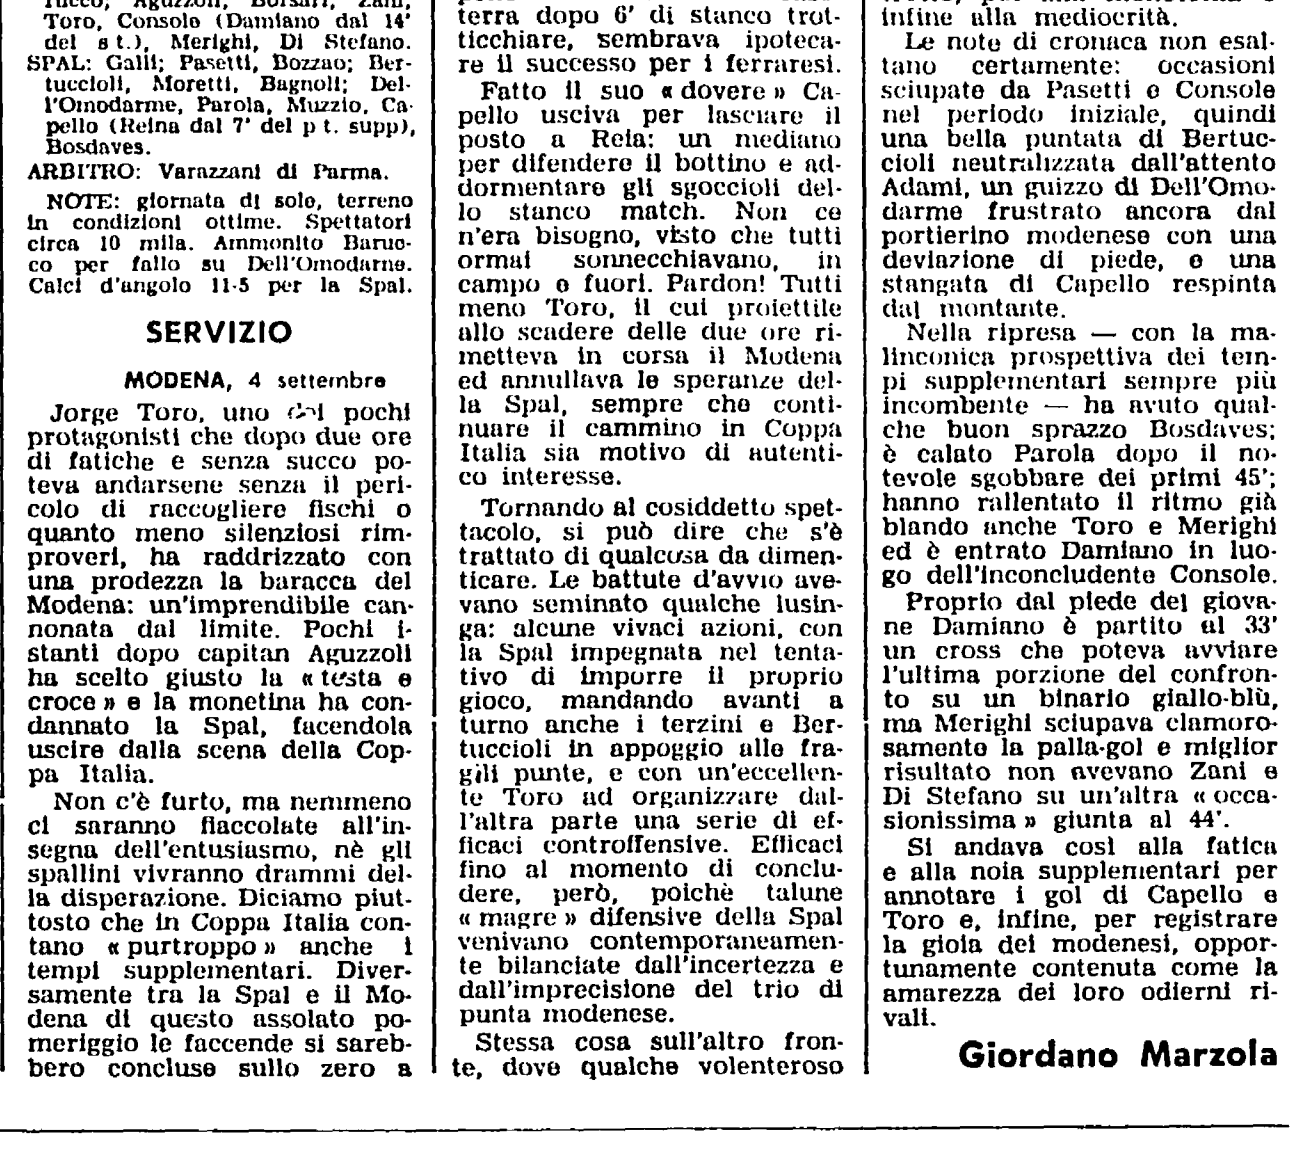 rucco, Aguzzoli, Borsari, Zani,
Toro, Console (Damiano dal 14'
del s t.), Merighi, Di Stefano.
SPAL: Galli; Pasetti, Bozzao; Ber-
tuccioli, Moretti, Bagnoli; Del-
l'Omodarme, Parola, Muzzio, Ca-
pello (Reina dal 7' del p t. supp),
Bosdaves.
ARBITRO: Varazzani di Parma.
NOTE: giornata di sole, terreno
in condizioni ottime. Spettatori
circa 10 mila. Ammonito Baruc-
co per fallo su Dell'Omodarme.
Calci d'angolo 11-5 per la Spal.
SERVIZIO
MODENA, 4 settembre
Jorge Toro, uno dei pochi
protagonisti che dopo due ore
di fatiche e senza succo po-
teva andarsene senza il peri-
colo di raccogliere fischi o
quanto meno silenziosi rim-
proveri, ha raddrizzato con
una prodezza la baracca del
Modena: un'imprendibile can-
nonata dal limite. Pochi i-
stanti dopo capitan Aguzzoli
ha scelto giusto la « testa e
croce » e la monetina ha con-
dannato la Spal, facendola
uscire dalla scena della Cop-
pa Italia.
Non c'è furto, ma nemmeno
ci saranno fiaccolate all'in-
segna dell'entusiasmo, nè gli
spallini vivranno drammi del-
la disperazione. Diciamo piut-
tosto che in Coppa Italia con-
tano « purtroppo » anche i
tempi supplementari. Diver-
samente tra la Spal e il Mo-
dena di questo assolato po-
meriggio le faccende si sareb-
bero concluse sullo zero a
terra dopo 6' di stanco trot-
ticchiare, sembrava ipoteca-
re il successo per i ferraresi.
Fatto il suo « dovere » Ca-
pello usciva per lasciare il
posto a Reia: un mediano
per difendere il bottino e ad-
dormentare gli sgoccioli del-
lo stanco match. Non ce
n'era bisogno, visto che tutti
ormai sonnecchiavano, in
campo e fuori. Pardon! Tutti
meno Toro, il cui proiettile
allo scadere delle due ore ri-
metteva in corsa il Modena
ed annullava le speranze del-
la Spal, sempre che conti-
nuare il cammino in Coppa
Italia sia motivo di autenti-
co interesse.
Tornando al cosiddetto spet-
tacolo, si può dire che s'è
trattato di qualcosa da dimen-
ticare. Le battute d'avvio ave-
vano seminato qualche lusin-
ga: alcune vivaci azioni, con
la Spal impegnata nel tenta-
tivo di imporre il proprio
gioco, mandando avanti a
turno anche i terzini e Ber-
tuccioli in appoggio alle fra-
gili punte, e con un'eccellen-
te Toro ad organizzare dal-
l'altra parte una serie di ef-
ficaci controffensive. Efficaci
fino al momento di conclu-
dere, però, poichè talune
« magre » difensive della Spal
venivano contemporaneamen-
te bilanciate dall'incertezza e
dall'imprecisione del trio di
punta modenese.
Stessa cosa sull'altro fron-
te, dove qualche volenteroso
infine alla mediocrità.
Le note di cronaca non esal-
tano certamente: occasioni
sciupate da Pasetti e Console
nel periodo iniziale, quindi
una bella puntata di Bertuc-
cioli neutralizzata dall'attento
Adami, un guizzo di Dell'Omo-
darme frustrato ancora dal
portierino modenese con una
deviazione di piede, e una
stangata di Capello respinta
dal montante.
Nella ripresa — con la ma-
linconica prospettiva dei tem-
pi supplementari sempre più
incombente — ha avuto qual-
che buon sprazzo Bosdaves;
è calato Parola dopo il no-
tevole sgobbare dei primi 45';
hanno rallentato il ritmo già
blando anche Toro e Merighi
ed è entrato Damiano in luo-
go dell'inconcludente Console.
Proprio dal piede del giova-
ne Damiano è partito al 33'
un cross che poteva avviare
l'ultima porzione del confron-
to su un binario giallo-blù,
ma Merighi sciupava clamoro-
samente la palla-gol e miglior
risultato non avevano Zani e
Di Stefano su un'altra « occa-
sionissima » giunta al 44'.
Si andava così alla fatica
e alla noia supplementari per
annotare i gol di Capello e
Toro e, infine, per registrare
la gioia dei modenesi, oppor-
tunamente contenuta come la
amarezza dei loro odierni ri-
vali.
Giordano Marzola